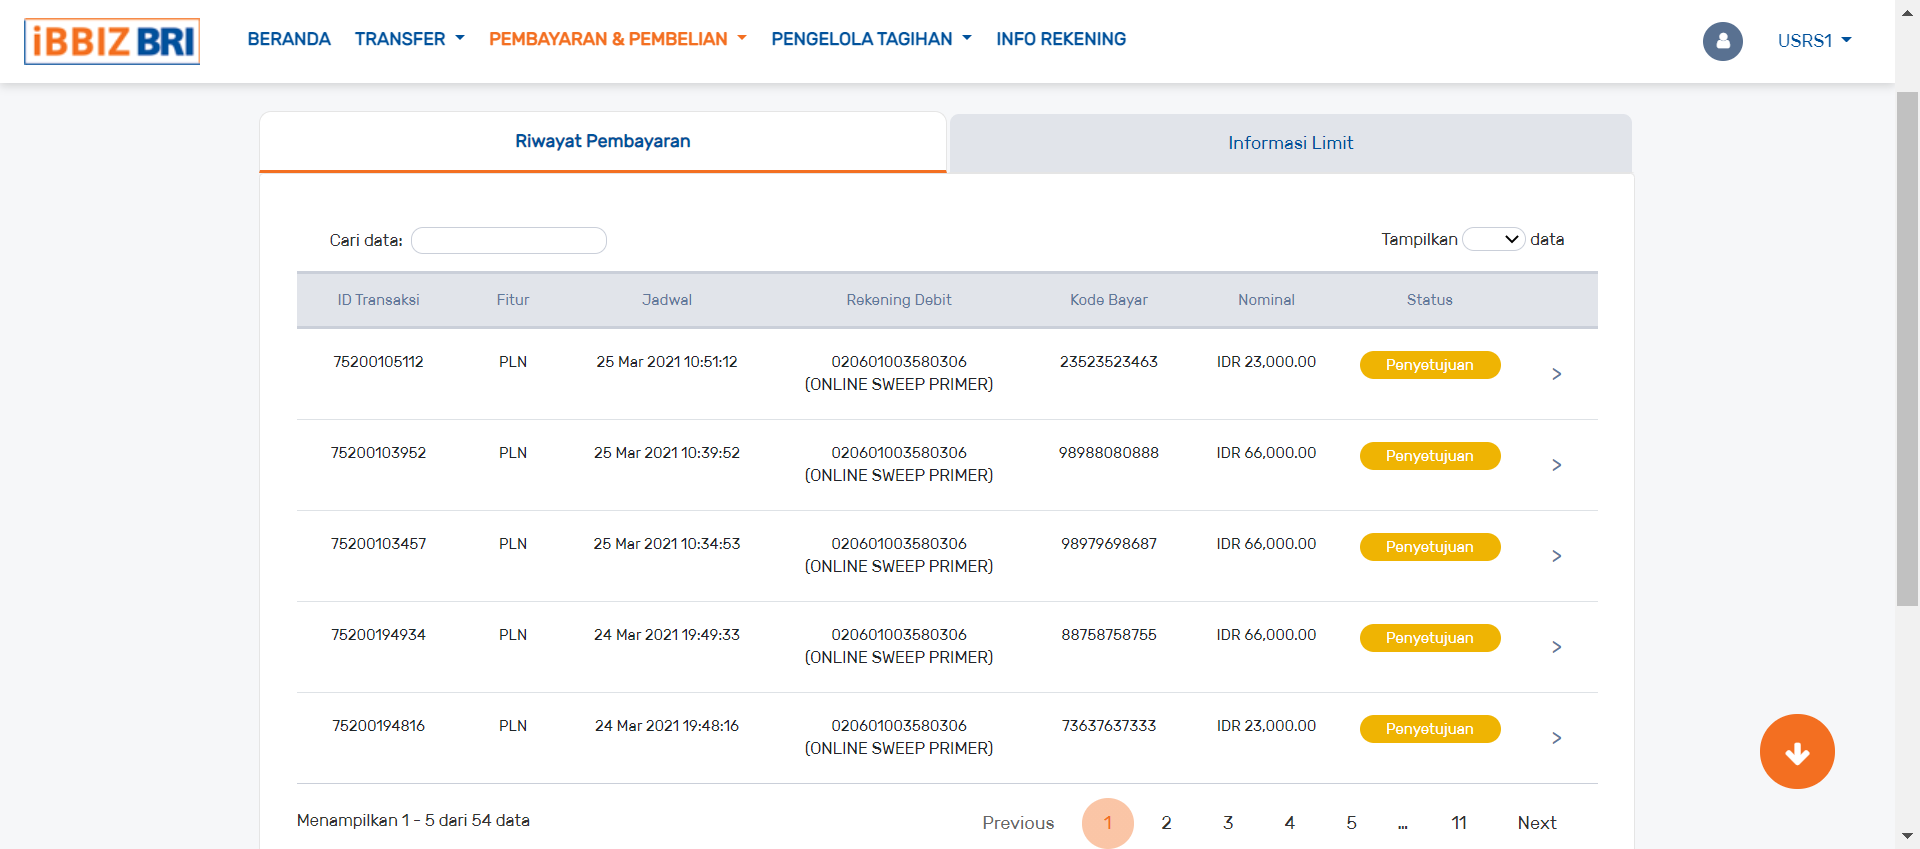 iBBIZ BRI
BERANDA TRANSFER PEMBAYARAN & PEMBELIAN PENGELOLA TAGIHAN INFO REKENING USRS1
Riwayat Pembayaran Informasi Limit
Cari data: Tampilkan data
ID Transaksi Fitur Jadwal Rekening Debit Kode Bayar Nominal Status
75200105112 PLN 25 Mar 2021 10:51:12 020601003580306 23523523463 IDR 23,000.00 Penyetujuan
(ONLINE SWEEP PRIMER) >
75200103952 PLN 25 Mar 2021 10:39:52 020601003580306 98988080888 IDR 66,000.00 Penyetujuan
(ONLINE SWEEP PRIMER) >
75200103457 PLN 25 Mar 2021 10:34:53 020601003580306 98979698687 IDR 66,000.00 Penyetujuan
(ONLINE SWEEP PRIMER) >
75200194934 PLN 24 Mar 2021 19:49:33 020601003580306 88758758755 IDR 66,000.00 Penyetujuan
(ONLINE SWEEP PRIMER) >
75200194816 PLN 24 Mar 2021 19:48:16 020601003580306 73637637333 IDR 23,000.00 Penyetujuan
(ONLINE SWEEP PRIMER) >
Menampilkan 1 - 5 dari 54 data Previous 1 2 3 4 5 ... 11 Next